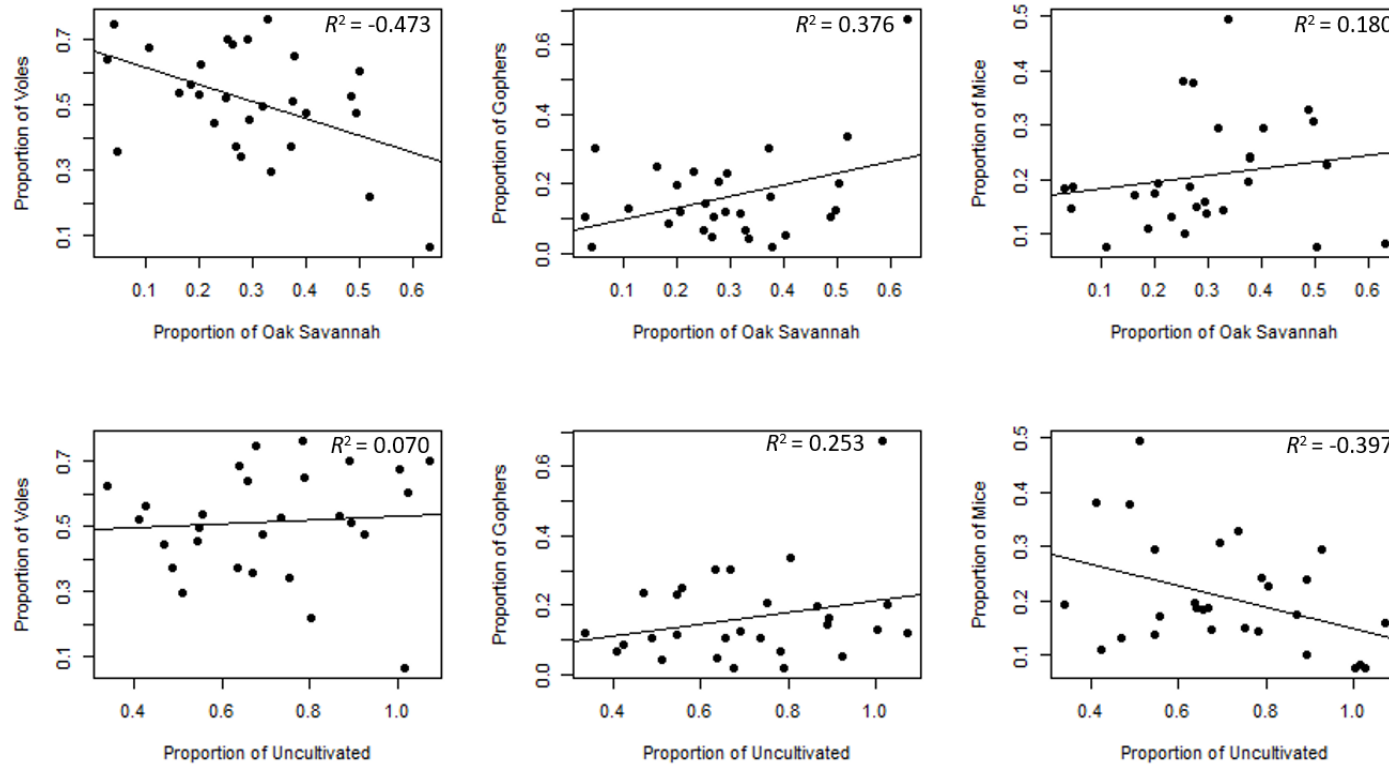 R² = -0.473
Proportion of Voles
0.7
0.5
0.3
0.1
0.1 0.2 0.3 0.4 0.5 0.6
Proportion of Oak Savannah
R² = 0.376
Proportion of Gophers
0.6
0.4
0.2
0.0
0.1 0.2 0.3 0.4 0.5 0.6
Proportion of Oak Savannah
R² = 0.180
Proportion of Mice
0.5
0.4
0.3
0.2
0.1
0.1 0.2 0.3 0.4 0.5 0.6
Proportion of Oak Savannah
R² = 0.070
Proportion of Voles
0.7
0.5
0.3
0.1
0.4 0.6 0.8 1.0
Proportion of Uncultivated
R² = 0.253
Proportion of Gophers
0.6
0.4
0.2
0.0
0.4 0.6 0.8 1.0
Proportion of Uncultivated
R² = -0.397
Proportion of Mice
0.5
0.4
0.3
0.2
0.1
0.4 0.6 0.8 1.0
Proportion of Uncultivated